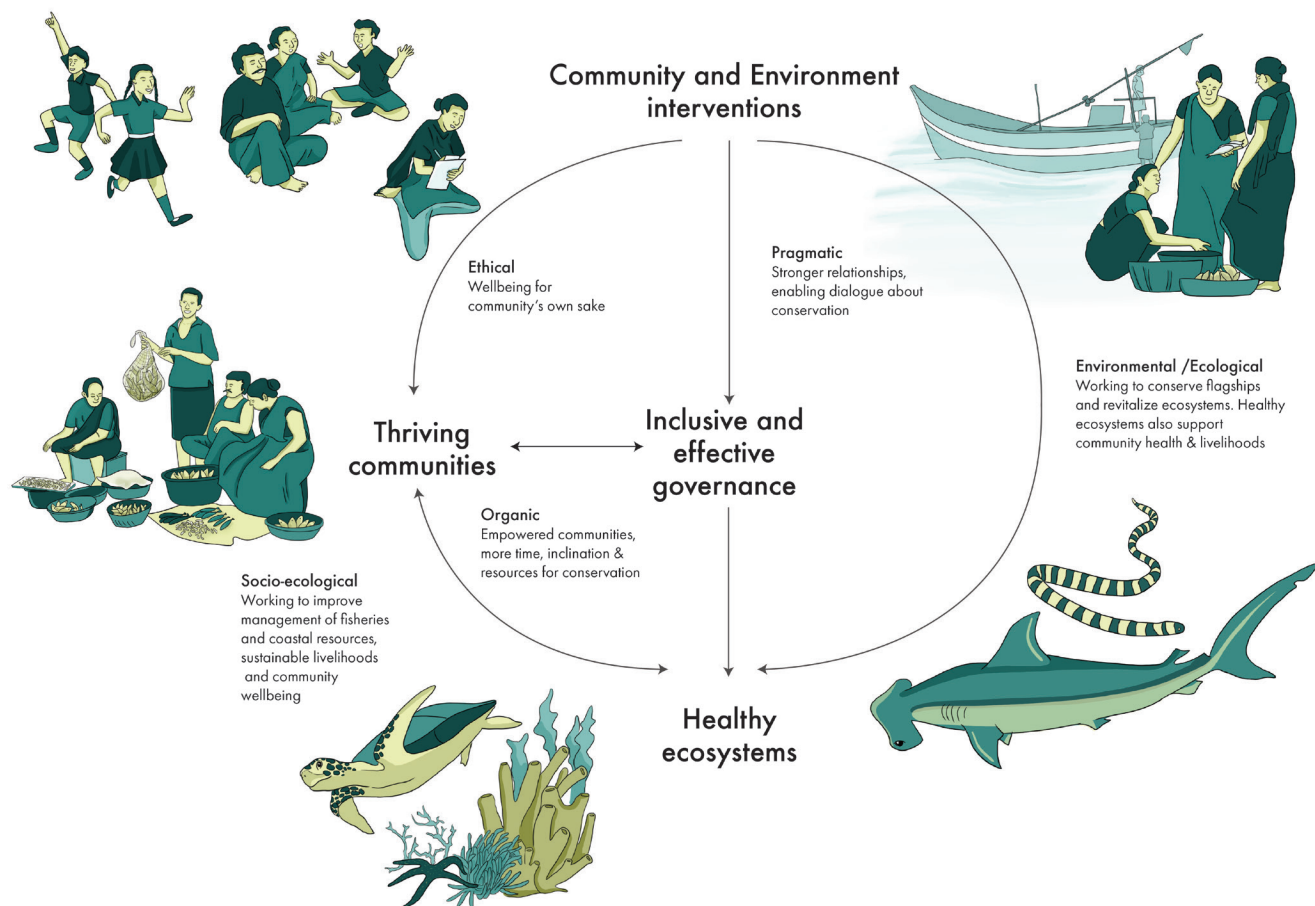 Community and Environment
interventions
Ethical
Wellbeing for
community's own sake
Pragmatic
Stronger relationships,
enabling dialogue about
conservation
Environmental /Ecological
Working to conserve flagships
and revitalize ecosystems. Healthy
ecosystems also support
community health & livelihoods
Thriving
communities
Inclusive and
effective
governance
Organic
Empowered communities,
more time, inclination &
resources for conservation
Socio-ecological
Working to improve
management of fisheries
and coastal resources,
sustainable livelihoods
and community
wellbeing
Healthy
ecosystems